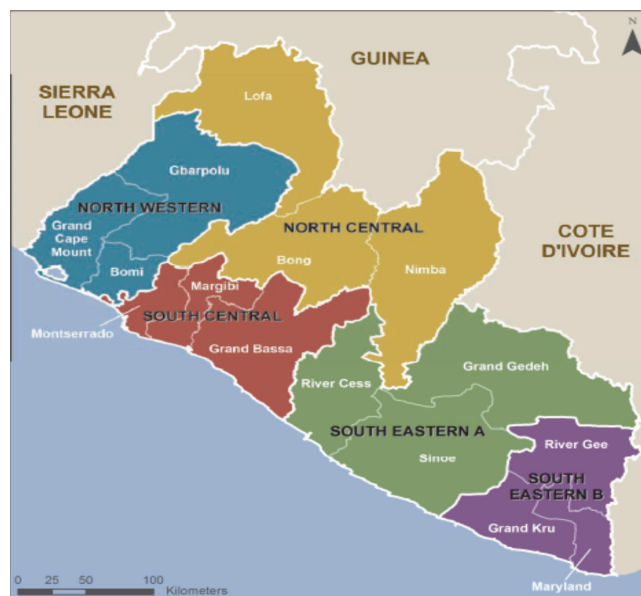 N
GUINEA
SIERRA
LEONE
Lofa
Gbarpolu
NORTH WESTERN
Grand
Cape
Mount
Bomi
NORTH CENTRAL
Bong
Nimba
COTE
D'IVOIRE
Margibi
Montserrado
SOUTH CENTRAL
Grand Bassa
River Cess
Grand Gedeh
SOUTH EASTERN A
Sinoe
River Gee
SOUTH
EASTERN B
Grand Kru
Maryland
0 25 50 100
Kilometers